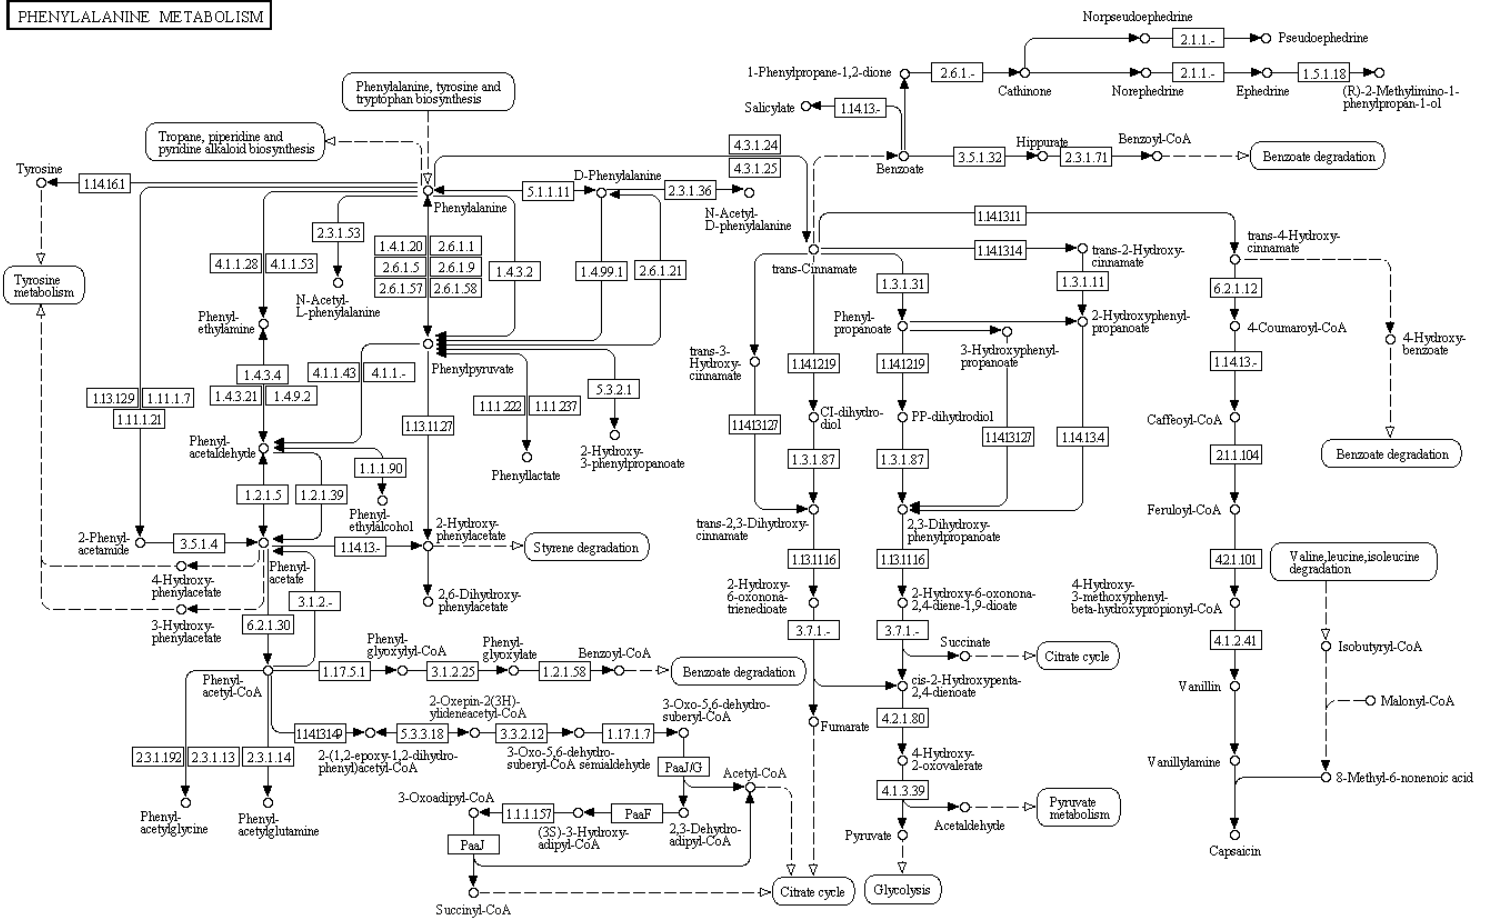 PHENYLALANINE METABOLISM
Norpseudoephedrine
2.1.1.-
Pseudoephedrine
1-Phenylpropane-1,2-dione
2.6.1.-
Cathinone
2.1.1.-
Norephedrine
Ephedrine
1.5.1.18
(R)-2-Methylimino-1-
phenylpropan-1-ol
Phenylalanine, tyrosine and
tryptophan biosynthesis
Salicylate
1.14.13.-
Tropane, piperidine and
pyridine alkaloid biosynthesis
4.3.1.24
4.3.1.25
Benzoate
3.5.1.32
Hippurate
2.3.1.71
Benzoyl-CoA
Benzoate degradation
Tyrosine
1.14.16.1
Phenylalanine
5.1.1.11
D-Phenylalanine
2.3.1.36
N-Acetyl-
D-phenylalanine
2.3.1.53
N-Acetyl-
L-phenylalanine
1.4.1.20
2.6.1.1
2.6.1.5
2.6.1.9
2.6.1.57
2.6.1.58
1.4.3.2
1.4.99.1
2.6.1.21
4.1.1.28
4.1.1.53
Tyrosine
metabolism
trans-Cinnamate
1.14.1311
1.14.1314
trans-2-Hydroxy-
cinnamate
trans-4-Hydroxy-
cinnamate
1.3.1.31
1.3.1.11
6.2.1.12
Phenyl-
ethylamine
Phenyl-
propanoate
2-Hydroxyphenyl-
propanoate
4-Coumaroyl-CoA
4-Hydroxy-
benzoate
3-Hydroxyphenyl-
propanoate
trans-3-
Hydroxy-
cinnamate
Phenylpyruvate
1.4.3.4
1.4.3.21
1.4.9.2
4.1.1.43
4.1.1.-
5.3.2.1
1.14.1219
1.14.1219
1.14.13.-
1.13.129
1.11.1.7
1.11.1.21
1.1.1.222
1.1.1.237
1.13.11.27
CI-dihydro-
diol
PP-dihydrodiol
Caffeoyl-CoA
11413127
11413127
1.14.13.4
Phenyl-
acetaldehyde
1.1.1.90
Phenyllactate
2-Hydroxy-
3-phenylpropanoate
1.3.1.87
1.3.1.87
2.1.1.104
Benzoate degradation
1.2.1.5
1.2.1.39
Phenyl-
ethylalcohol
trans-2,3-Dihydroxy-
cinnamate
2,3-Dihydroxy-
phenylpropanoate
Feruloyl-CoA
2-Phenyl-
acetamide
3.5.1.4
Phenyl-
acetate
1.14.13.-
2-Hydroxy-
phenylacetate
Styrene degradation
1.13.1116
1.13.1116
4.2.1.101
Valine,leucine,isoleucine
degradation
4-Hydroxy-
phenylacetate
3-Hydroxy-
phenylacetate
3.1.2.-
6.2.1.30
2,6-Dihydroxy-
phenylacetate
2-Hydroxy-
6-oxonona-
trienedioate
2-Hydroxy-6-oxonona-
2,4-diene-1,9-dioate
4-Hydroxy-
3-methoxyphenyl-
beta-hydroxypropionyl-CoA
3.7.1.-
3.7.1.-
4.1.2.41
Succinate
Citrate cycle
Isobutyryl-CoA
Phenyl-
acetyl-CoA
1.17.5.1
Phenyl-
glyoxylyl-CoA
3.1.2.25
Phenyl-
glyoxylate
1.2.1.58
Benzoyl-CoA
Benzoate degradation
cis-2-Hydroxypenta-
2,4-dienoate
Vanillin
Malonyl-CoA
11413149
2-(1,2-epoxy-1,2-dihydro-
phenyl)acetyl-CoA
5.3.3.18
2-Oxepin-2(3H)-
ylideneacetyl-CoA
3.3.2.12
3-Oxo-5,6-dehydro-
suberyl-CoA semialdehyde
1.17.1.7
3-Oxo-5,6-dehydro-
suberyl-CoA
Fumarate
4.2.1.80
2.3.1.192
2.3.1.13
2.3.1.14
PaaJ/G
Acetyl-CoA
4-Hydroxy-
2-oxovalerate
Vanillylamine
8-Methyl-6-nonenoic acid
4.1.3.39
Acetaldehyde
Pyruvate
metabolism
Phenyl-
acetylglycine
Phenyl-
acetylglutamine
3-Oxoadipyl-CoA
1.1.1.157
(3S)-3-Hydroxy-
adipyl-CoA
PaaF
2,3-Dehydro-
adipyl-CoA
Pyruvate
PaaJ
Capsaicin
Succinyl-CoA
Citrate cycle
Glycolysis